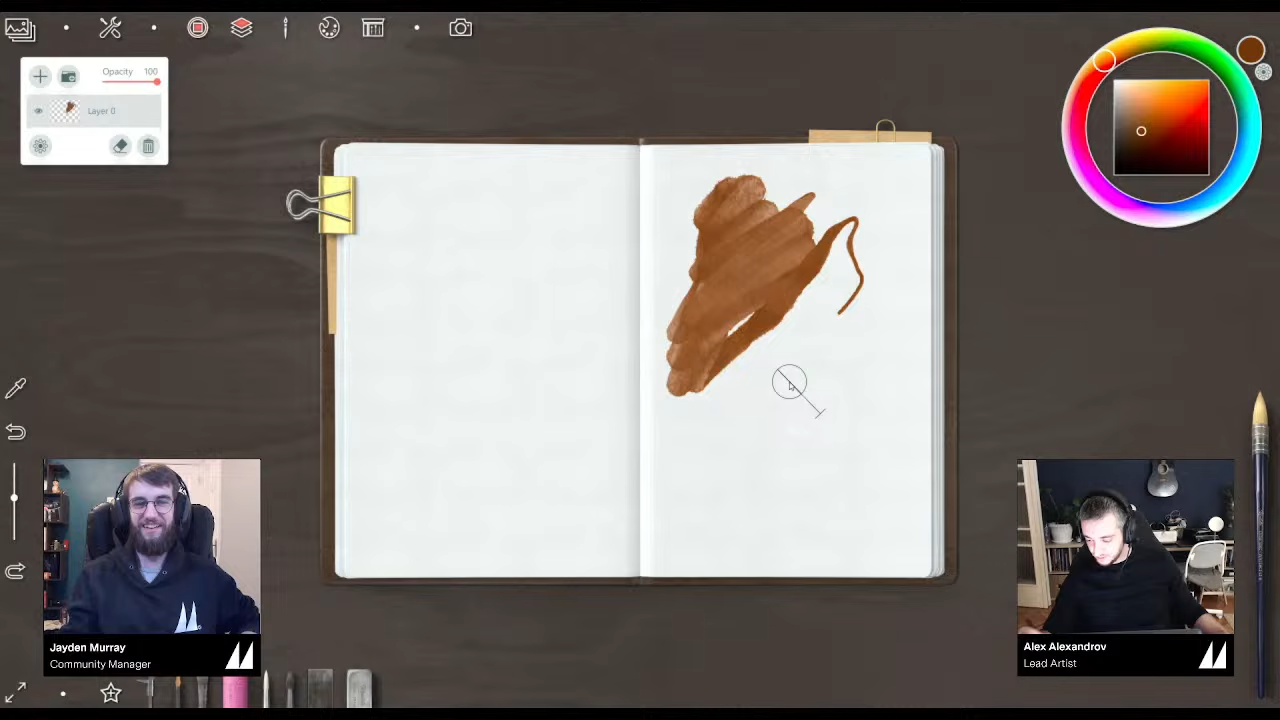 Opacity 100
Layer 0
Jayden Murray
Community Manager
Alex Alexandrov
Lead Artist